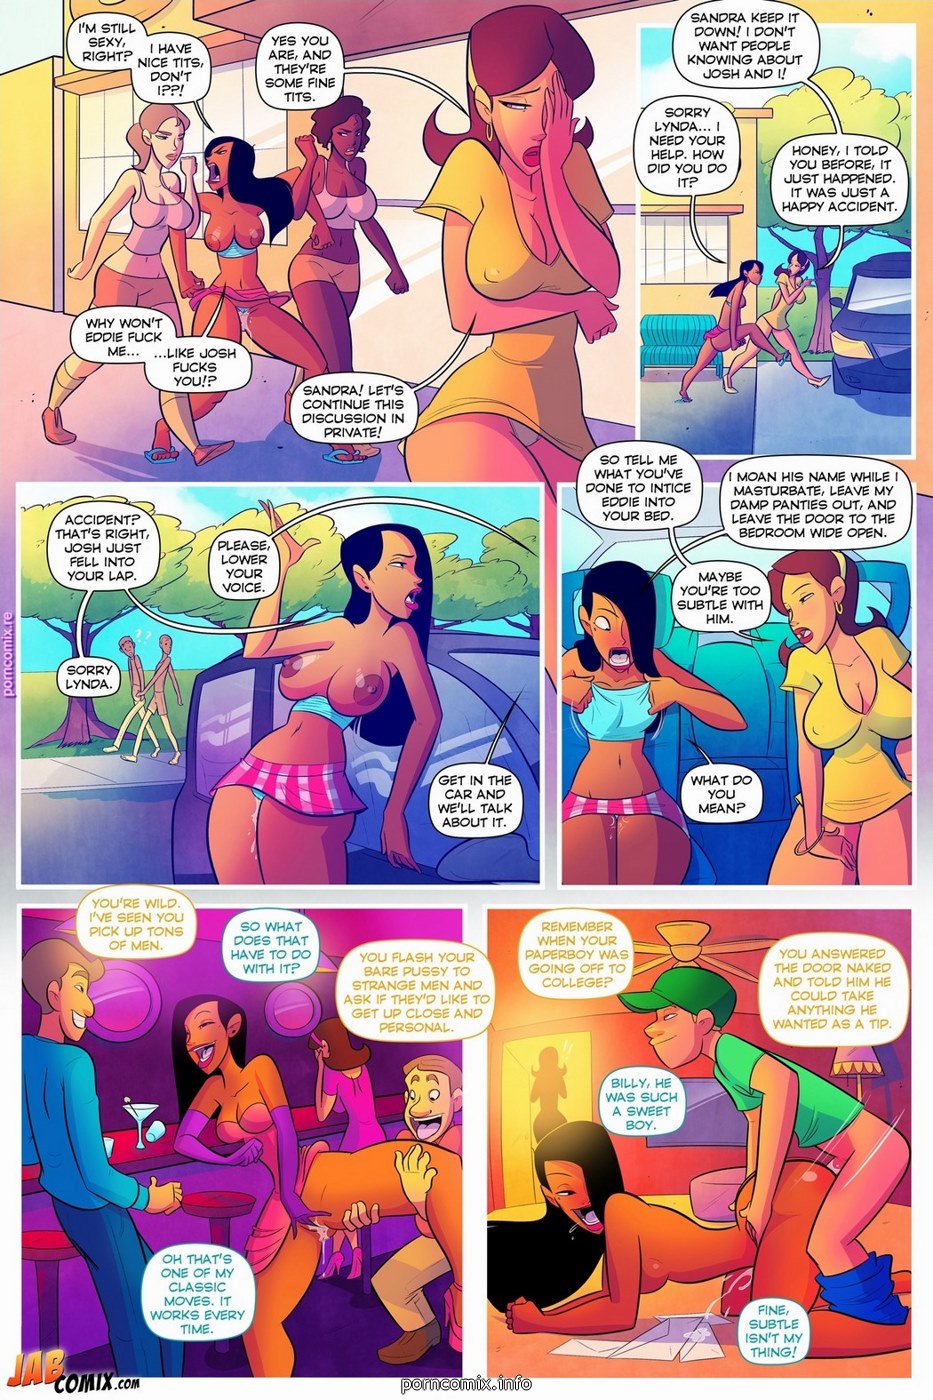 I'M STILL
SEXY,
RIGHT?
I HAVE
NICE TITS,
DON'T
I??!
YES YOU
ARE, AND
THEY'RE
SOME FINE
TITS.
WHY WON'T
EDDIE FUCK
ME...
...LIKE JOSH
FUCKS
YOU!?
SANDRA! LET'S
CONTINUE THIS
DISCUSSION IN
PRIVATE!
SANDRA KEEP IT
DOWN! I DON'T
WANT PEOPLE
KNOWING ABOUT
JOSH AND I!
SORRY
LYNDA... I
NEED YOUR
HELP. HOW
DID YOU DO
IT?
HONEY, I TOLD
YOU BEFORE, IT
JUST HAPPENED.
IT WAS JUST A
HAPPY ACCIDENT.
ACCIDENT?
THAT'S RIGHT,
JOSH JUST
FELL INTO
YOUR LAP.
PLEASE,
LOWER
YOUR
VOICE.
SORRY
LYNDA.
? ?
GET IN THE
CAR AND
WE'LL TALK
ABOUT IT.
SO TELL ME
WHAT YOU'VE
DONE TO INTICE
EDDIE INTO
YOUR BED.
I MOAN HIS NAME WHILE I
MASTURBATE, LEAVE MY
DAMP PANTIES OUT, AND
LEAVE THE DOOR TO THE
BEDROOM WIDE OPEN.
MAYBE
YOU'RE TOO
SUBTLE WITH
HIM.
WHAT DO
YOU
MEAN?
YOU'RE WILD.
I'VE SEEN YOU
PICK UP TONS
OF MEN.
SO WHAT
DOES THAT
HAVE TO DO
WITH IT?
YOU FLASH YOUR
BARE PUSSY TO
STRANGE MEN AND
ASK IF THEY'D LIKE TO
GET UP CLOSE AND
PERSONAL.
OH THAT'S
ONE OF MY
CLASSIC
MOVES. IT
WORKS EVERY
TIME.
REMEMBER
WHEN YOUR
PAPERBOY WAS
GOING OFF TO
COLLEGE?
YOU ANSWERED
THE DOOR NAKED
AND TOLD HIM HE
COULD TAKE
ANYTHING HE
WANTED AS A TIP.
BILLY, HE
WAS SUCH
A SWEET
BOY.
FINE,
SUBTLE
ISN'T MY
THING!
JAB
COMIX.COM
porncomix.info
porncomix.re